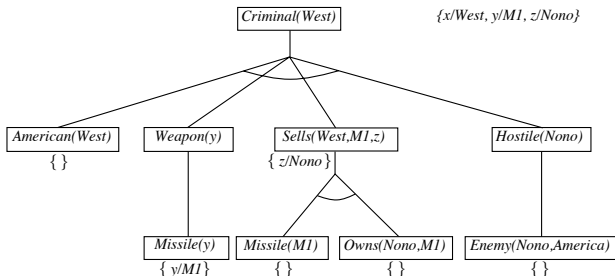 Criminal(West) {x/West, y/M1, z/Nono}
American(West) Weapon(y) Sells(West,M1,z) Hostile(Nono)
{ } { z/Nono }
Missile(y) Missile(M1) Owns(Nono,M1) Enemy(Nono,America)
{ y/M1 } { } { } { }